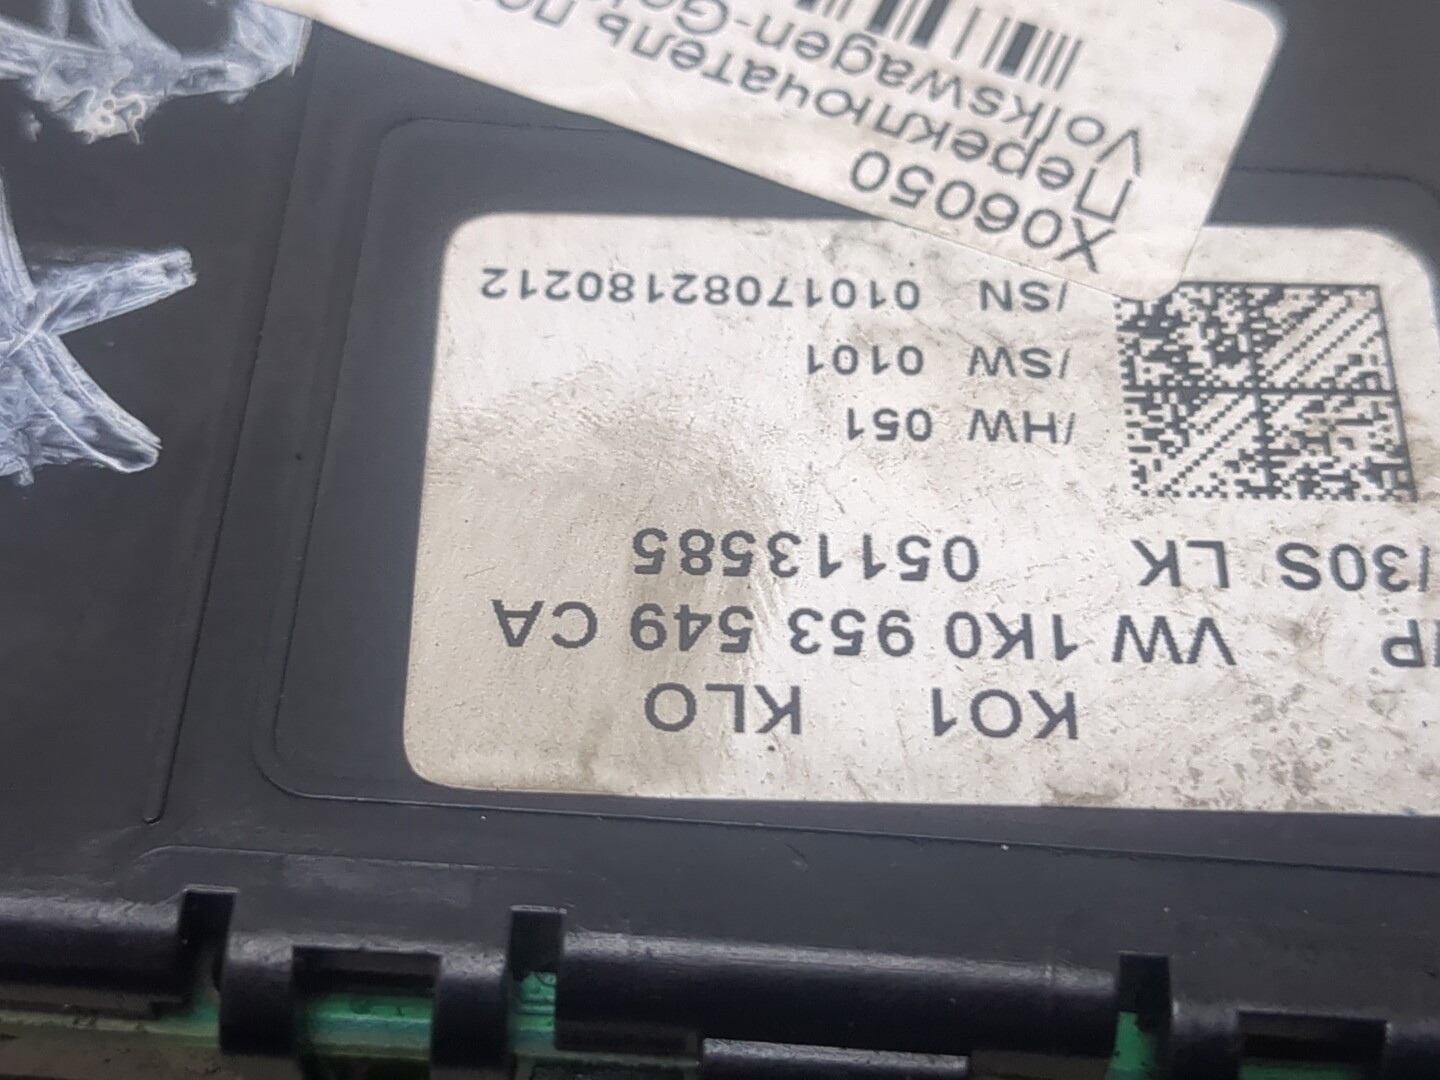 KO1 KLO
VW 1K0 953 549 CA
/30S LK 05113585
/HW 051
/SW 0101
/SN 01017082180212
X06050
Переключатель
Volkswagen-Gol